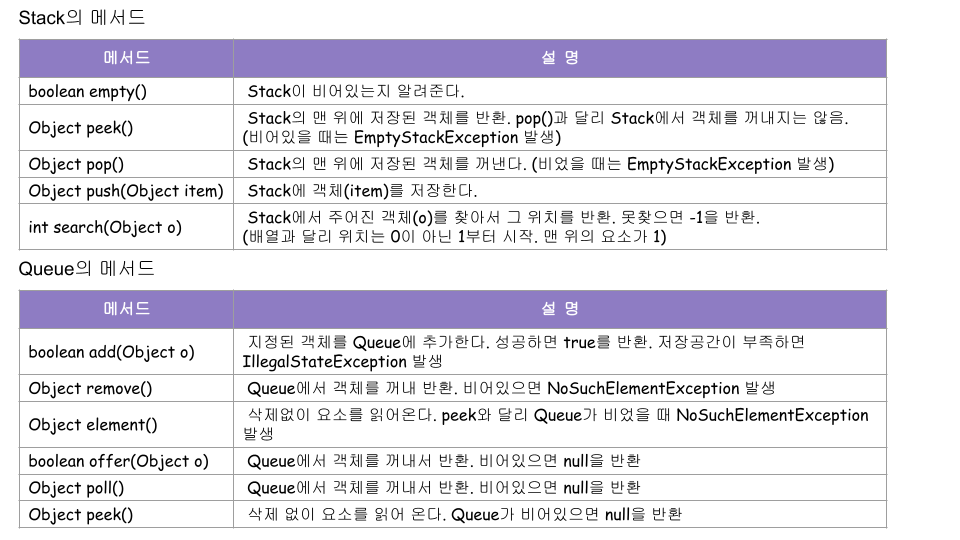 Stack의 메서드
메서드
설 명
boolean empty()
Stack이 비어있는지 알려준다.
Object peek()
Stack의 맨 위에 저장된 객체를 반환. pop()과 달리 Stack에서 객체를 꺼내지는 않음.
(비어있을 때는 EmptyStackException 발생)
Object pop()
Stack의 맨 위에 저장된 객체를 꺼낸다. (비었을 때는 EmptyStackException 발생)
Object push(Object item)
Stack에 객체(item)를 저장한다.
int search(Object o)
Stack에서 주어진 객체(o)를 찾아서 그 위치를 반환. 못찾으면 -1을 반환.
(배열과 달리 위치는 0이 아닌 1부터 시작. 맨 위의 요소가 1)
Queue의 메서드
메서드
설 명
boolean add(Object o)
지정된 객체를 Queue에 추가한다. 성공하면 true를 반환. 저장공간이 부족하면
IllegalStateException 발생
Object remove()
Queue에서 객체를 꺼내 반환. 비어있으면 NoSuchElementException 발생
Object element()
삭제없이 요소를 읽어온다. peek와 달리 Queue가 비었을 때 NoSuchElementException
발생
boolean offer(Object o)
Queue에서 객체를 꺼내서 반환. 비어있으면 null을 반환
Object poll()
Queue에서 객체를 꺼내서 반환. 비어있으면 null을 반환
Object peek()
삭제 없이 요소를 읽어 온다. Queue가 비어있으면 null을 반환